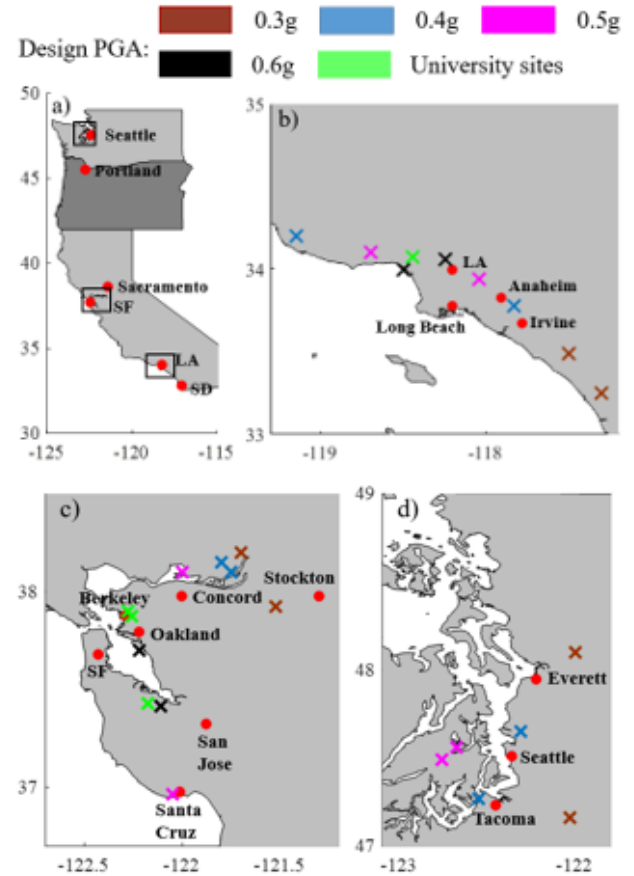 0.3g 0.4g 0.5g
Design PGA:
0.6g University sites
a)
50
45
40
35
30
-125 -120 -115
Seattle
Portland
Sacramento
SF
LA
SD
b)
35
34
33
-119 -118
LA
Anaheim
Long Beach
Irvine
c)
38
37
-122.5 -122 -121.5
Stockton
Berkeley
Concord
Oakland
SF
San
Jose
Santa
Cruz
d)
49
48
47
-123 -122
Everett
Seattle
Tacoma